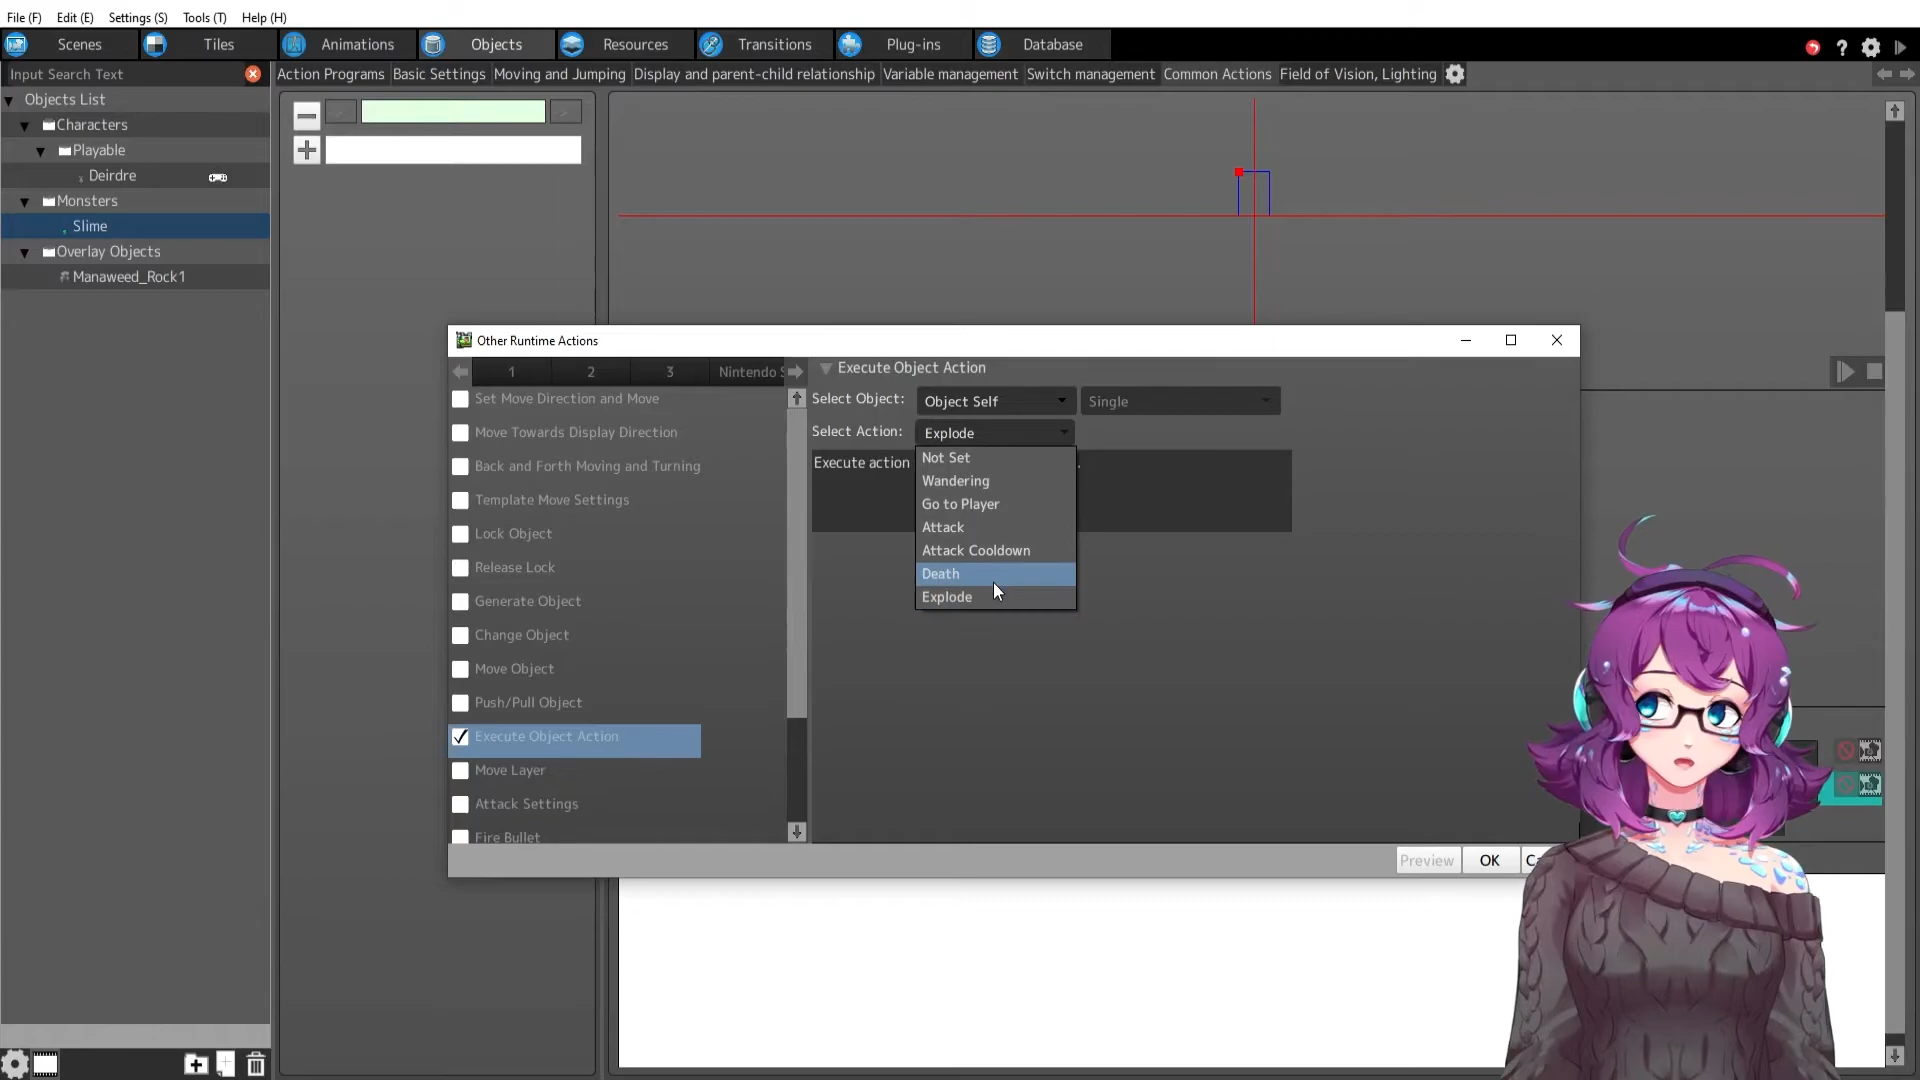 File (F) Edit (E) Settings (S) Tools (T) Help (H)
Scenes Tiles Animations Objects Resources Transitions Plug-ins Database
Input Search Text
Action Programs Basic Settings Moving and Jumping Display and parent-child relationship Variable management Switch management Common Actions Field of Vision, Lighting
Objects List
Characters
Playable
Deirdre
Monsters
Slime
Overlay Objects
Manaweed_Rock1
Other Runtime Actions
1 2 3 Nintendo S
Set Move Direction and Move
Move Towards Display Direction
Back and Forth Moving and Turning
Template Move Settings
Lock Object
Release Lock
Generate Object
Change Object
Move Object
Push/Pull Object
Execute Object Action
Move Layer
Attack Settings
Fire Bullet
Execute Object Action
Select Object: Object Self Single
Select Action: Explode
Execute action .
Not Set
Wandering
Go to Player
Attack
Attack Cooldown
Death
Explode
Preview OK Ca